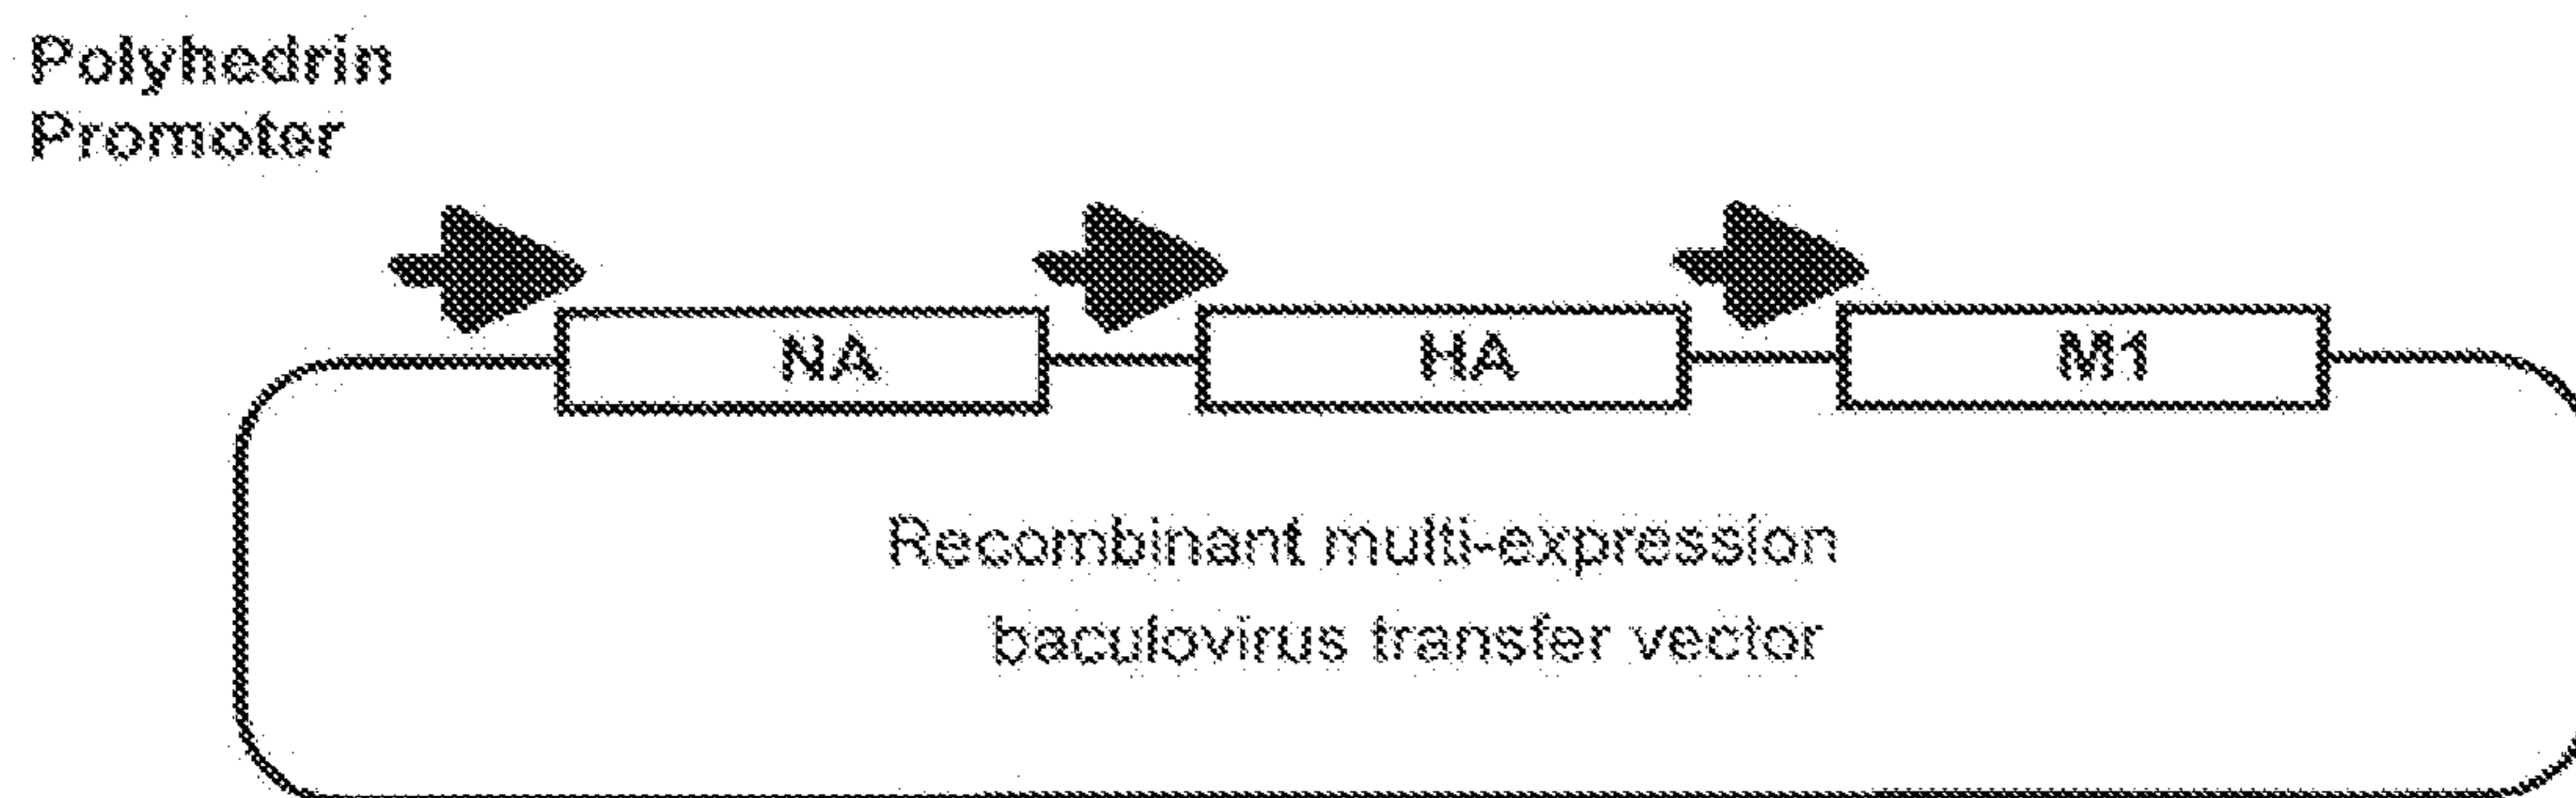 Polyhedrin
Promoter
NA
HA
M1
Recombinant multi-expression
baculovirus transfer vector